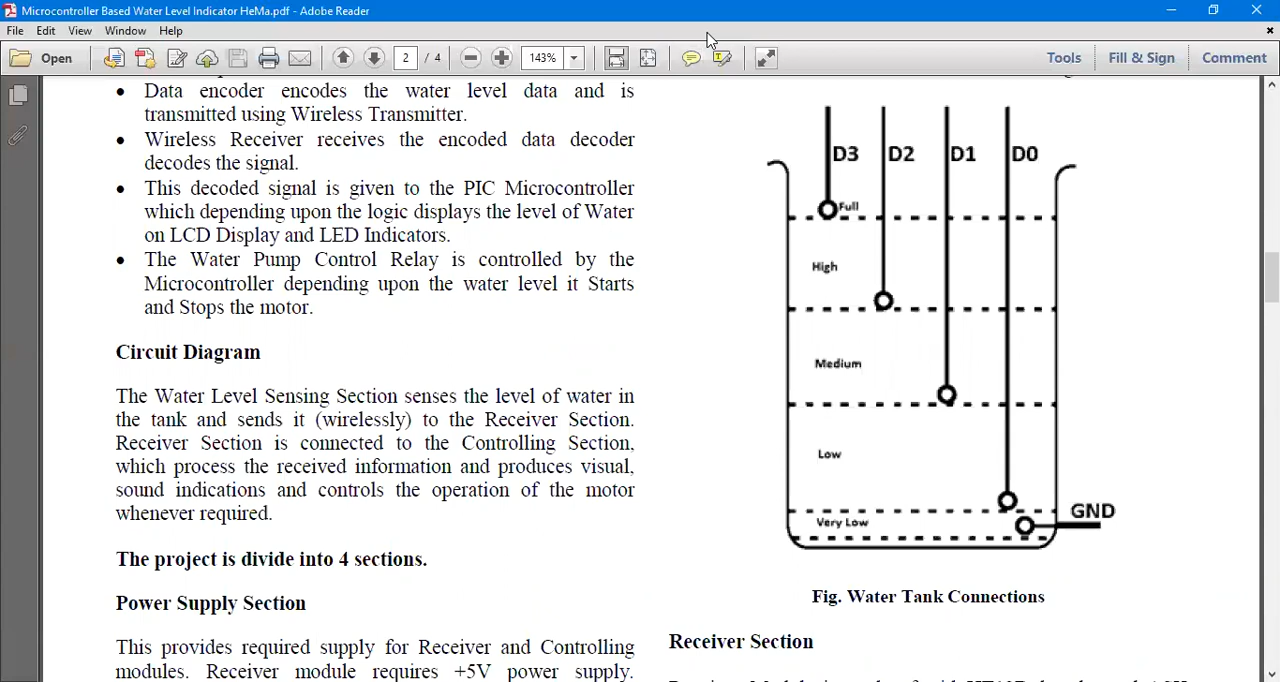 Microcontroller Based Water Level Indicator HeMa.pdf - Adobe Reader
File Edit View Window Help
Open 2 / 4 143% Tools Fill & Sign Comment
• Data encoder encodes the water level data and is
transmitted using Wireless Transmitter.
• Wireless Receiver receives the encoded data decoder
decodes the signal.
• This decoded signal is given to the PIC Microcontroller
which depending upon the logic displays the level of Water
on LCD Display and LED Indicators.
• The Water Pump Control Relay is controlled by the
Microcontroller depending upon the water level it Starts
and Stops the motor.
Circuit Diagram
The Water Level Sensing Section senses the level of water in
the tank and sends it (wirelessly) to the Receiver Section.
Receiver Section is connected to the Controlling Section,
which process the received information and produces visual,
sound indications and controls the operation of the motor
whenever required.
The project is divide into 4 sections.
Power Supply Section
This provides required supply for Receiver and Controlling
modules. Receiver module requires +5V power supply.
D3 D2 D1 D0
Full
High
Medium
Low
GND
Very Low
Fig. Water Tank Connections
Receiver Section